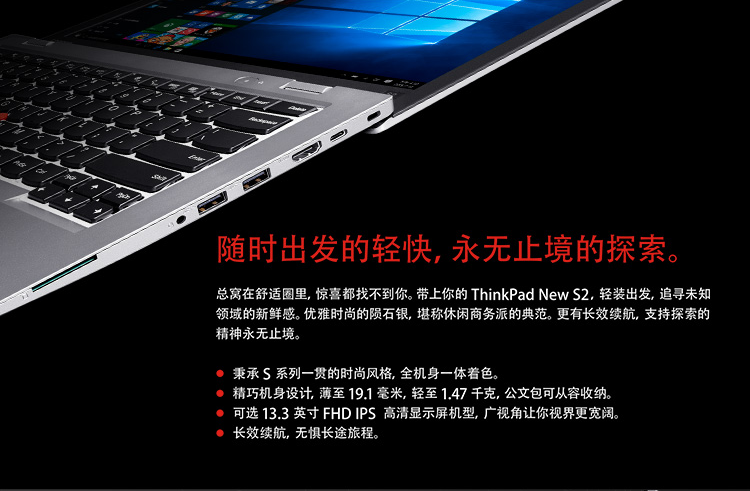 Delete
Backspace
Enter
Shift
PrtSc
Ctrl
PgUp
PgDn
随时出发的轻快, 永无止境的探索。
总窝在舒适圈里, 惊喜都找不到你。带上你的 ThinkPad New S2, 轻装出发, 追寻未知
领域的新鲜感。优雅时尚的陨石银, 堪称休闲商务派的典范。更有长效续航, 支持探索的
精神永无止境。
● 秉承 S 系列一贯的时尚风格, 全机身一体着色。
● 精巧机身设计, 薄至 19.1 毫米, 轻至 1.47 千克, 公文包可从容收纳。
● 可选 13.3 英寸 FHD IPS 高清显示屏机型, 广视角让你视界更宽阔。
● 长效续航, 无惧长途旅程。